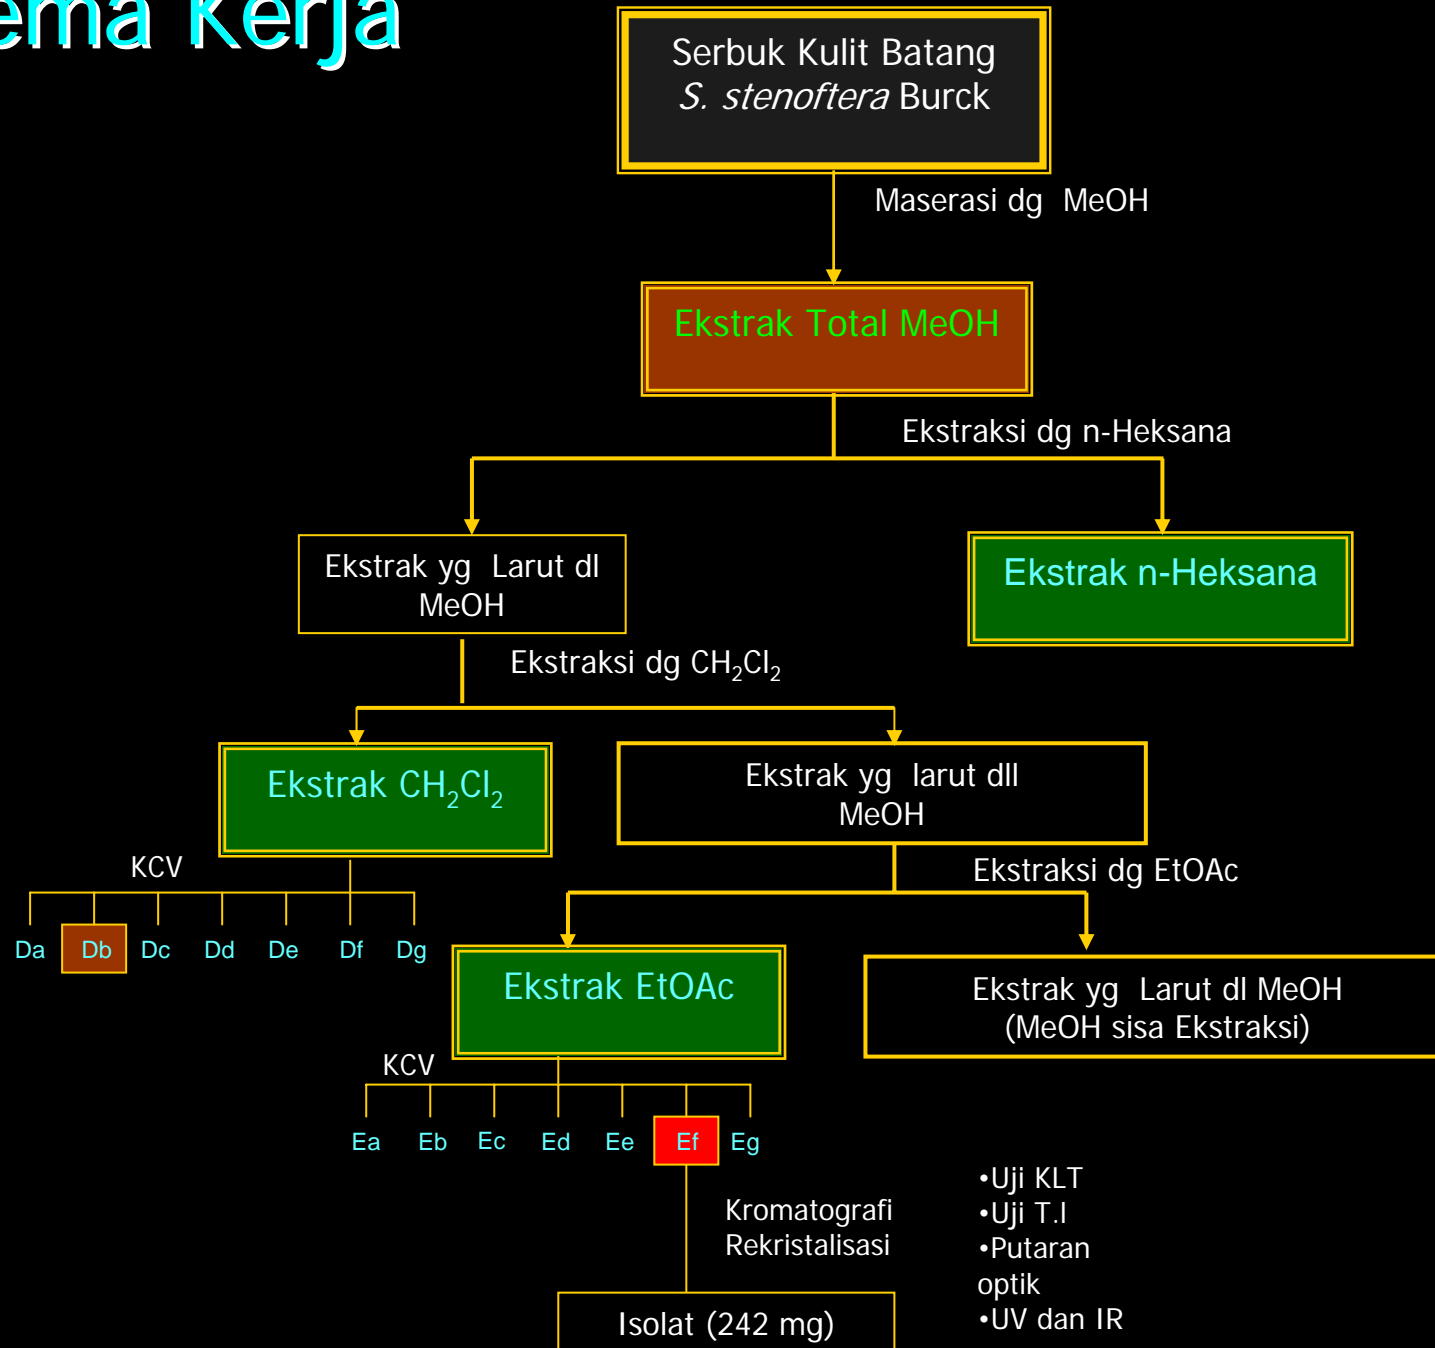 ema Kerja
Serbuk Kulit Batang
S. stenoftera Burck
Maserasi dg MeOH
Ekstrak Total MeOH
Ekstraksi dg n-Heksana
Ekstrak yg Larut dl
MeOH
Ekstrak n-Heksana
Ekstraksi dg CH₂Cl₂
Ekstrak CH₂Cl₂
Ekstrak yg larut dll
MeOH
KCV
Ekstraksi dg EtOAc
Da Db Dc Dd De Df Dg
Ekstrak EtOAc
Ekstrak yg Larut dl MeOH
(MeOH sisa Ekstraksi)
KCV
Ea Eb Ec Ed Ee Ef Eg
Kromatografi
Rekristalisasi
•Uji KLT
•Uji T.l
•Putaran
optik
•UV dan IR
Isolat (242 mg)